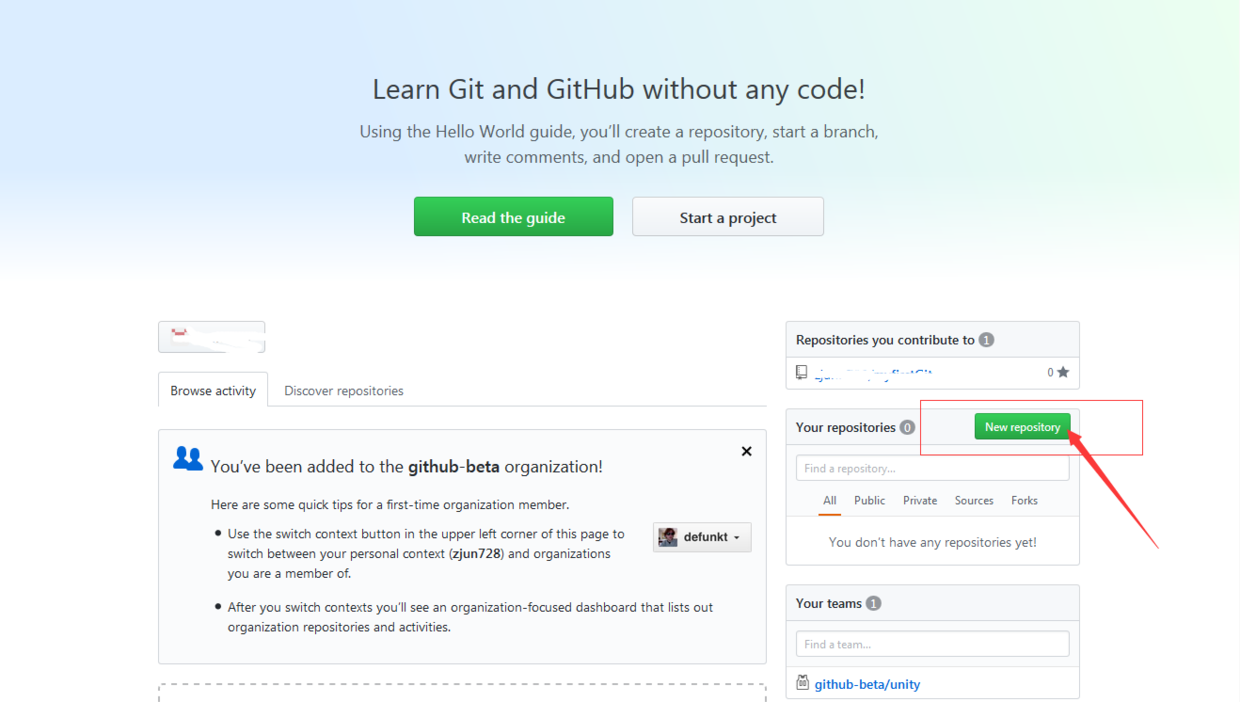 Learn Git and GitHub without any code!
Using the Hello World guide, you’ll create a repository, start a branch,
write comments, and open a pull request.
Read the guide
Start a project
Browse activity
Discover repositories
You’ve been added to the github-beta organization!
Here are some quick tips for a first-time organization member.
Use the switch context button in the upper left corner of this page to
switch between your personal context (zjun728) and organizations
you are a member of.
defunkt
After you switch contexts you’ll see an organization-focused dashboard that lists out
organization repositories and activities.
Repositories you contribute to 1
0
Your repositories 0
New repository
Find a repository...
All Public Private Sources Forks
You don’t have any repositories yet!
Your teams 1
Find a team...
github-beta/unity